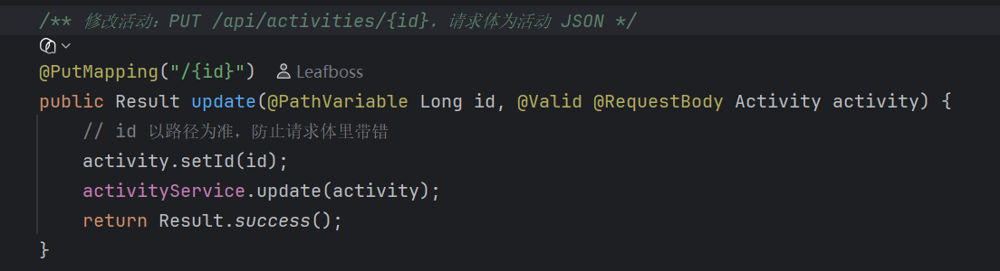 /** 修改活动：PUT /api/activities/{id}，请求体为活动 JSON */
@PutMapping("/{id}") Leafboss
public Result update(@PathVariable Long id, @Valid @RequestBody Activity activity) {
// id 以路径为准，防止请求体里带错
activity.setId(id);
activityService.update(activity);
return Result.success();
}